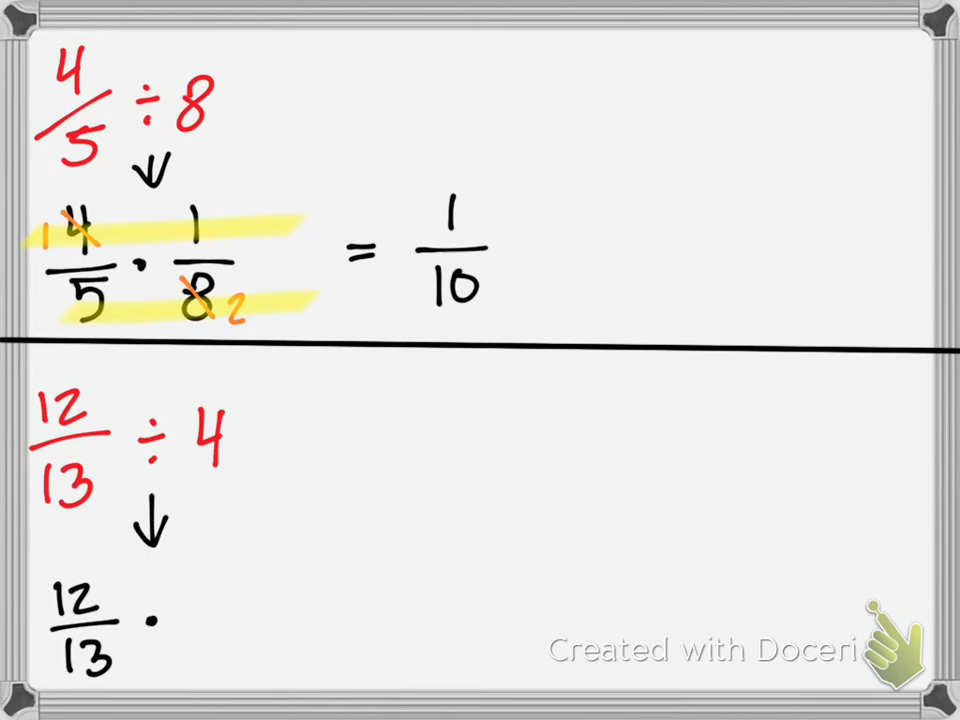 4/5 ÷ 8
↓
1 4/5 · 1/8 2 = 1/10
12/13 ÷ 4
↓
12/13 ·
Created with Doceri